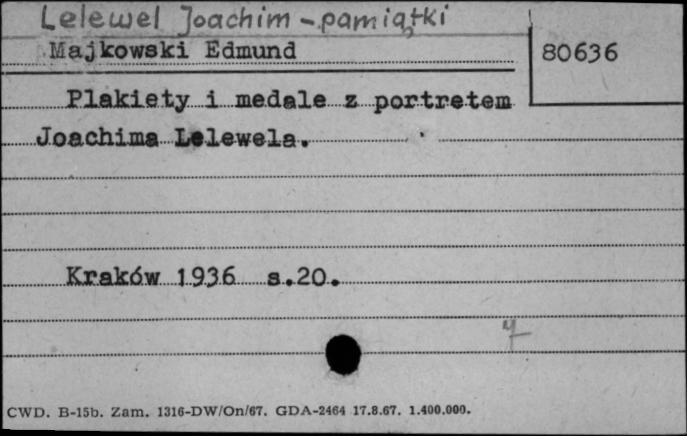 Lelewel Joachim - pamiątki
Majkowski Edmund
80636
Plakiety i medale z portretem
Joachima Lelewela.
Kraków 1936 s.20.
CWD. B-15b. Zam. 1316-DW/On/67. GDA-2464 17.8.67. 1.400.000.